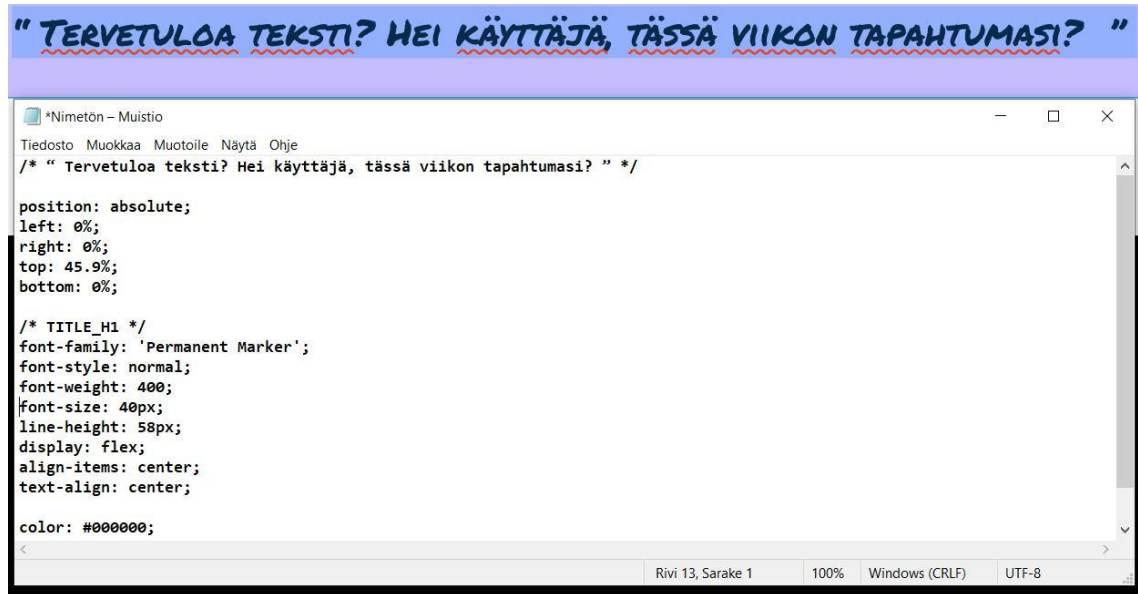 “ Tervetuloa teksti? Hei käyttäjä, tässä viikon tapahtumasi? ”
*Nimetön – Muistio
Tiedosto Muokkaa Muotoile Näytä Ohje
/* “ Tervetuloa teksti? Hei käyttäjä, tässä viikon tapahtumasi? ” */
position: absolute;
left: 0%;
right: 0%;
top: 45.9%;
bottom: 0%;
/* TITLE_H1 */
font-family: 'Permanent Marker';
font-style: normal;
font-weight: 400;
font-size: 40px;
line-height: 58px;
display: flex;
align-items: center;
text-align: center;
color: #000000;
Rivi 13, Sarake 1 100% Windows (CRLF) UTF-8